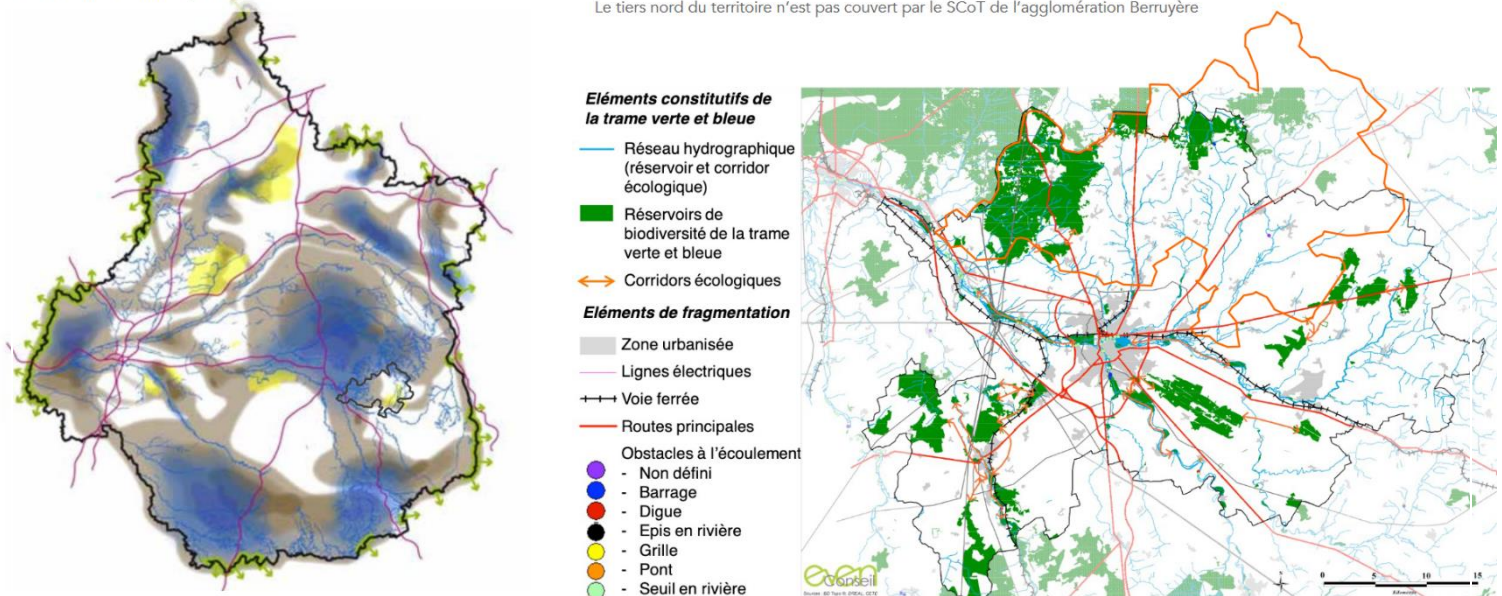 Le tiers nord du territoire n'est pas couvert par le SCoT de l'agglomération Berruyère
Eléments constitutifs de
la trame verte et bleue
Réseau hydrographique
(réservoir et corridor
écologique)
Réservoirs de
biodiversité de la trame
verte et bleue
Corridors écologiques
Eléments de fragmentation
Zone urbanisée
Lignes électriques
Voie ferrée
Routes principales
Obstacles à l'écoulement
- Non défini
- Barrage
- Digue
- Epis en rivière
- Grille
- Pont
- Seuil en rivière
even
Conseil
0 5 10 15